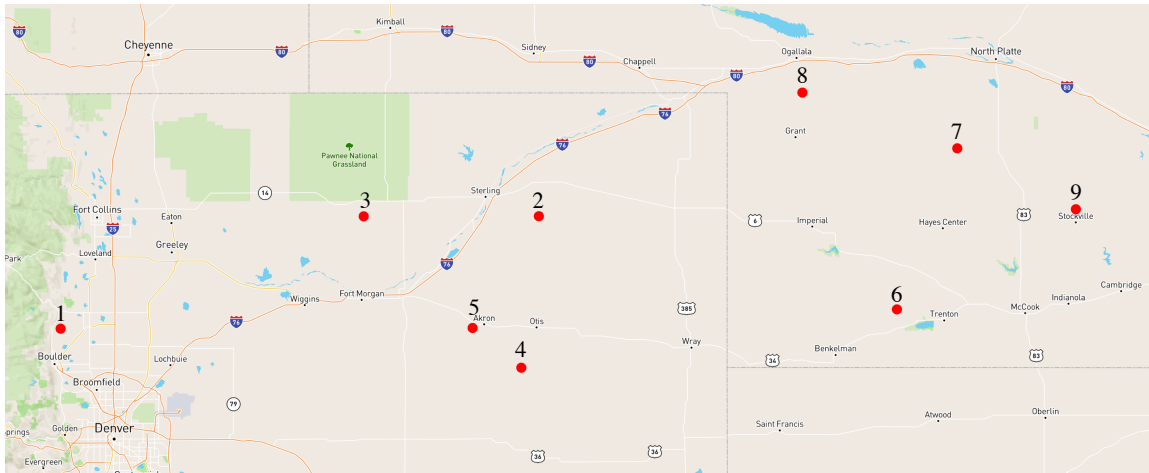 Kimball
80
80
Cheyenne
Sidney
80
Ogallala
North Platte
80
Chappell
80
80
8
76
Grant
7
76
Pawnee National
Grassland
14
Sterling
3
2
9
Fort Collins
Eaton
6
Imperial
Hayes Center
83
Stockville
25
Greeley
Park
Loveland
76
Wiggins
Fort Morgan
385
6
Cambridge
Indianola
McCook
Trenton
1
76
5
Akron
Otis
Wray
Benkelman
34
83
4
Boulder
Lochbuie
Broomfield
79
Atwood
Oberlin
Saint Francis
Golden
Denver
Springs
36
36
Evergreen